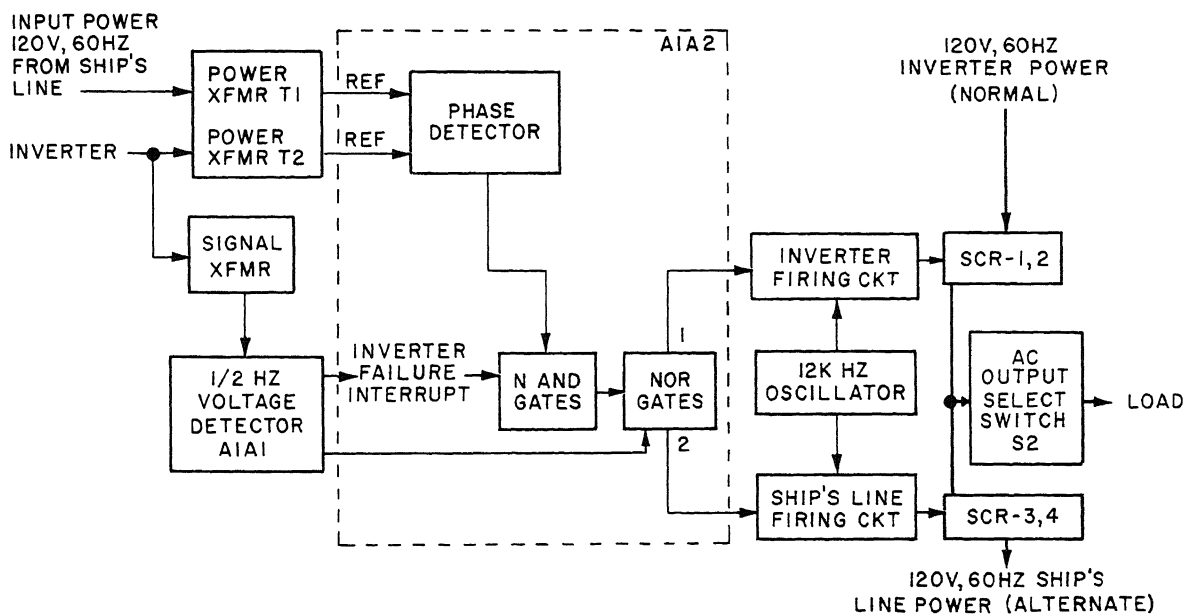 INPUT POWER
120V, 60HZ
FROM SHIP'S
LINE
INVERTER
POWER
XFMR T1
POWER
XFMR T2
REF
REF
A1A2
PHASE
DETECTOR
SIGNAL
XFMR
1/2 HZ
VOLTAGE
DETECTOR
A1A1
INVERTER
FAILURE
INTERRUPT
N AND
GATES
NOR
GATES
1
2
INVERTER
FIRING CKT
12K HZ
OSCILLATOR
SHIP'S LINE
FIRING CKT
120V, 60HZ
INVERTER POWER
(NORMAL)
SCR-1, 2
AC
OUTPUT
SELECT
SWITCH
S2
LOAD
SCR-3, 4
120V, 60HZ SHIP'S
LINE POWER (ALTERNATE)